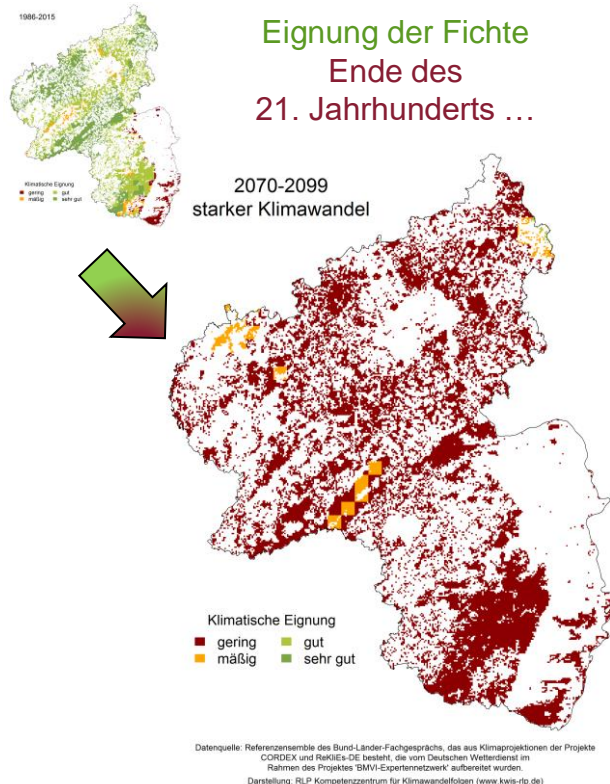 1986-2015
Eignung der Fichte
Ende des
21. Jahrhunderts ...
Klimatische Eignung
gering gut
mäßig sehr gut
2070-2099
starker Klimawandel
Klimatische Eignung
gering gut
mäßig sehr gut
Datenquelle: Referenzensemble des Bund-Länder-Fachgesprächs, das aus Klimaprojektionen der Projekte
CORDEX und ReKliEs-DE besteht, die vom Deutschen Wetterdienst im
Rahmen des Projektes 'BMVI-Expertennetzwerk' aufbereitet wurden.
Darstellung: RLP Kompetenzzentrum für Klimawandelfolgen (www.kwis-rlp.de)